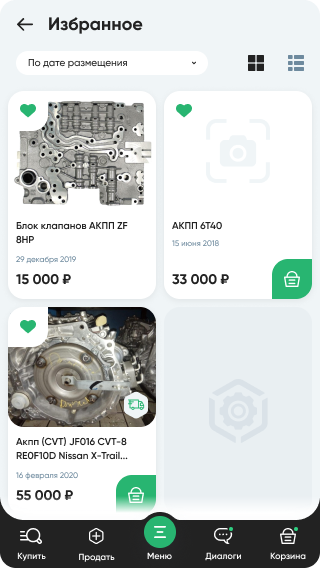 Избранное
По дате размещения
Блок клапанов АКПП ZF
8HP
29 декабря 2019
15 000 ₽
АКПП 6T40
15 июня 2018
33 000 ₽
Акпп (CVT) JF016 CVT-8
RE0F10D Nissan X-Trail...
16 февраля 2020
55 000 ₽
Купить
Продать
Меню
Диалоги
Корзина